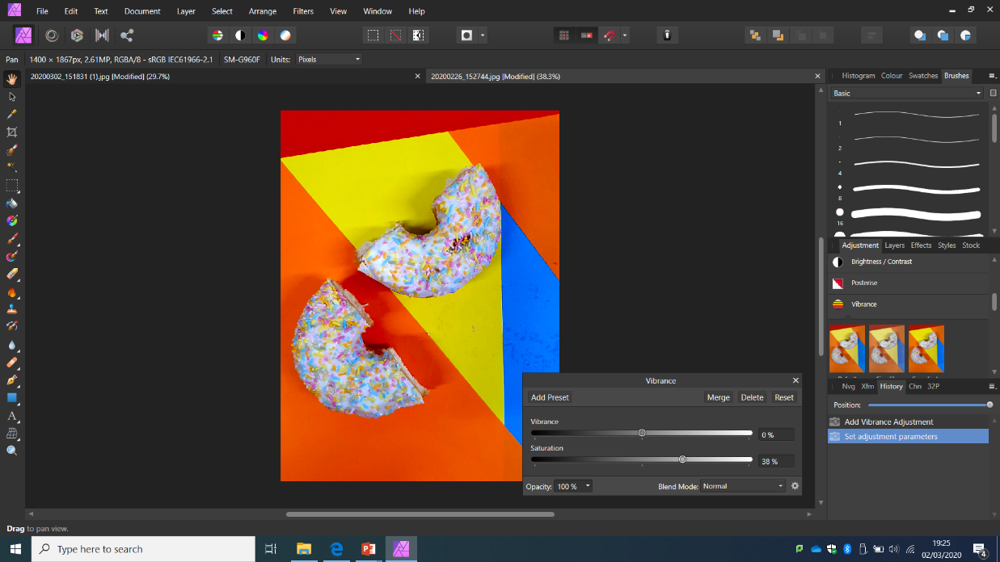 File Edit Text Document Layer Select Arrange Filters View Window Help
Pan 1400 × 1867px, 2.61MP, RGBA/8 - sRGB IEC61966-2.1 SM-G960F Units: Pixels
20200302_151831 (1).jpg [Modified] (29.7%) 20200226_152744.jpg [Modified] (38.3%)
Histogram Colour Swatches Brushes
Basic
1
2
4
8
16
Adjustment Layers Effects Styles Stock
Brightness / Contrast
Posterise
Vibrance
Nvg Xfm History Chn 32P
Position:
Add Vibrance Adjustment
Set adjustment parameters
Vibrance
Add Preset Merge Delete Reset
Vibrance
0 %
Saturation
38 %
Opacity: 100 % Blend Mode: Normal
Drag to pan view.
Type here to search
19:25
02/03/2020
4